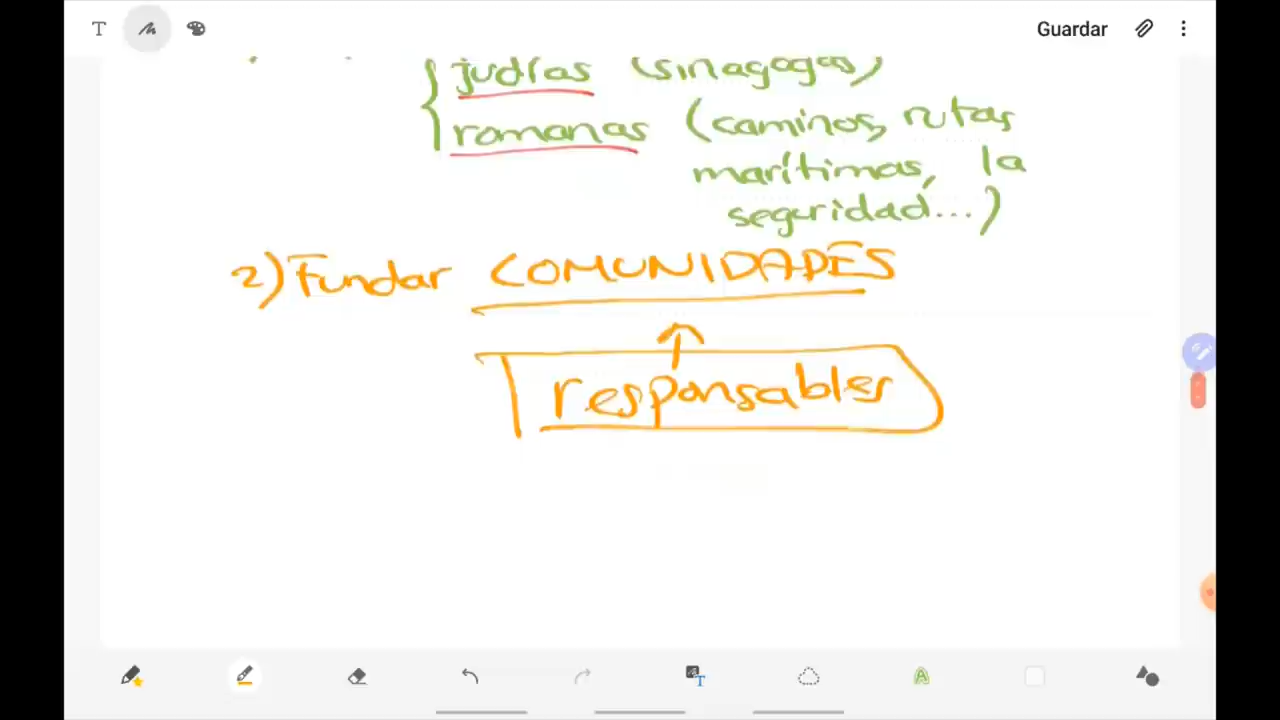 Guardar
judías (sinagogas)
romanas (caminos, rutas
marítimas, la
seguridad...)
2) Fundar COMUNIDADES
responsables